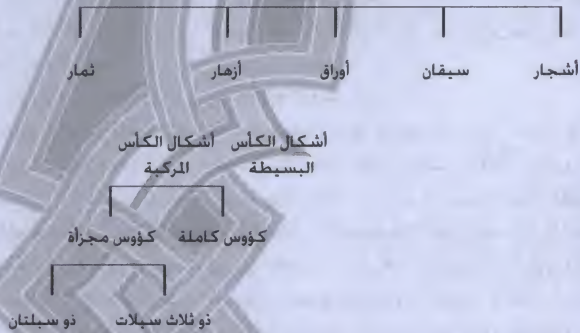 أشجار سيقان أوراق أزهار ثمار
أشكال الكأس البسيطة
أشكال الكأس المركبة
كؤوس كاملة كؤوس مجزأة
ذو ثلاث سبلات ذو سبلتان